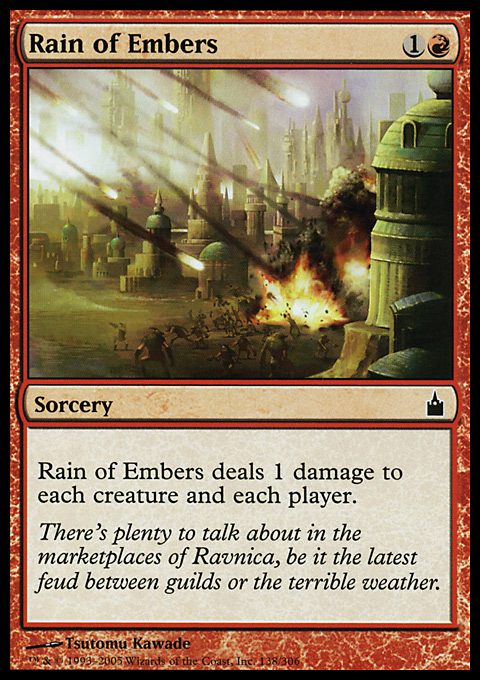 Rain of Embers 1
Sorcery
Rain of Embers deals 1 damage to
each creature and each player.
There's plenty to talk about in the
marketplaces of Ravnica, be it the latest
feud between guilds or the terrible weather.
Tsutomu Kawade
™ & © 1993–2005 Wizards of the Coast, Inc. 138/306